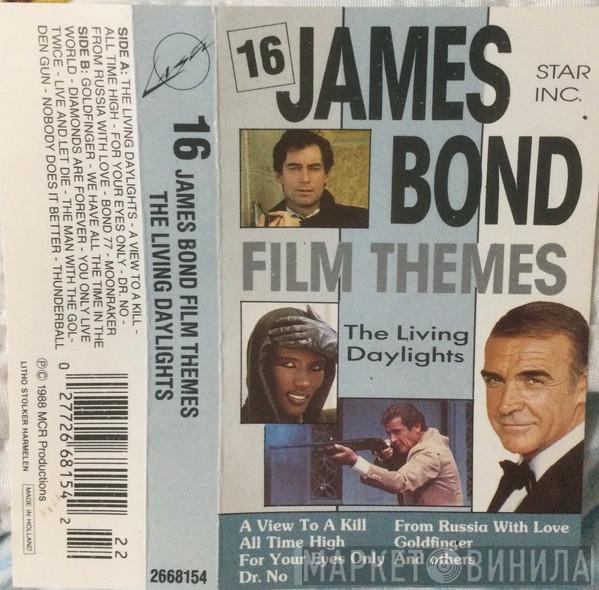 SIDE A: THE LIVING DAYLIGHTS - A VIEW TO A KILL -
ALL TIME HIGH - FOR YOUR EYES ONLY - DR. NO -
FROM RUSSIA WITH LOVE - BOND 77 - MOONRAKER
SIDE B: GOLDFINGER - WE HAVE ALL THE TIME IN THE
WORLD - DIAMONDS ARE FOREVER - YOU ONLY LIVE
TWICE - LIVE AND LET DIE - THE MAN WITH THE GOL-
DEN GUN - NOBODY DOES IT BETTER - THUNDERBALL
℗© 1988 MCR Productions
LITHO STOLKER HARMELEN
MADE IN HOLLAND
0 27726 68154 2
22
16 JAMES BOND FILM THEMES
THE LIVING DAYLIGHTS
2668154
16
JAMES
BOND
STAR
INC.
FILM THEMES
The Living
Daylights
A View To A Kill
All Time High
For Your Eyes Only
Dr. No
From Russia With Love
Goldfinger
And others
МАРКЕТ ВИНИЛА